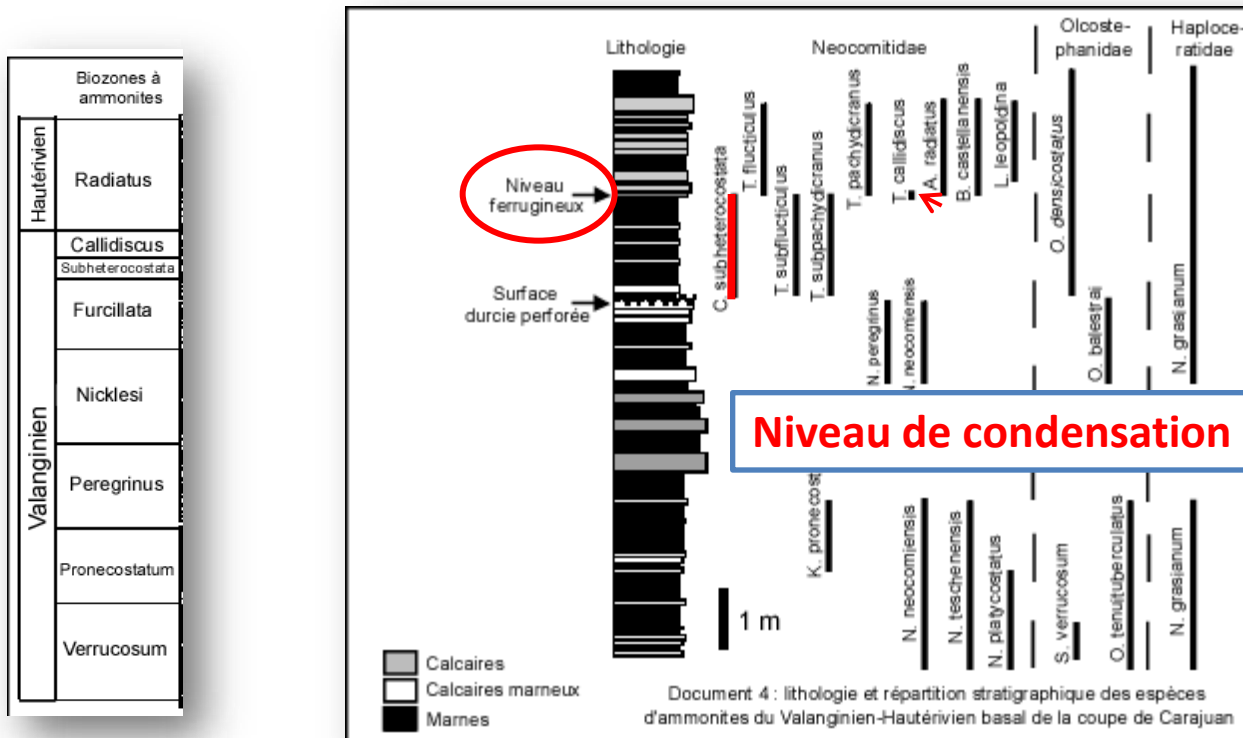 Biozones à
ammonites
Hautérivien
Radiatus
Valanginien
Callidiscus
Subheterocostata
Furcillata
Nicklesi
Peregrinus
Pronecostatum
Verrucosum
Lithologie
Neocomitidae
Olcoste-
phanidae
Haploce-
ratidae
Niveau
ferrugineux
Surface
durcie perforée
C. subheterocostata
T. flucticulus
T. subflucticulus
T. subpachydicranus
T. pachydicranus
T. callidiscus
A. radiatus
B. castellanensis
L. leopoldina
O. densicostatus
N. grasianum
N. peregrinus
N. neocomiensis
O. balestrai
Niveau de condensation
K. pronecost
N. neocomiensis
N. teschenensis
N. platycostatus
S. verrucosum
O. tenuituberculatus
N. grasianum
1 m
Calcaires
Calcaires marneux
Marnes
Document 4 : lithologie et répartition stratigraphique des espèces
d'ammonites du Valanginien-Hautérivien basal de la coupe de Carajuan